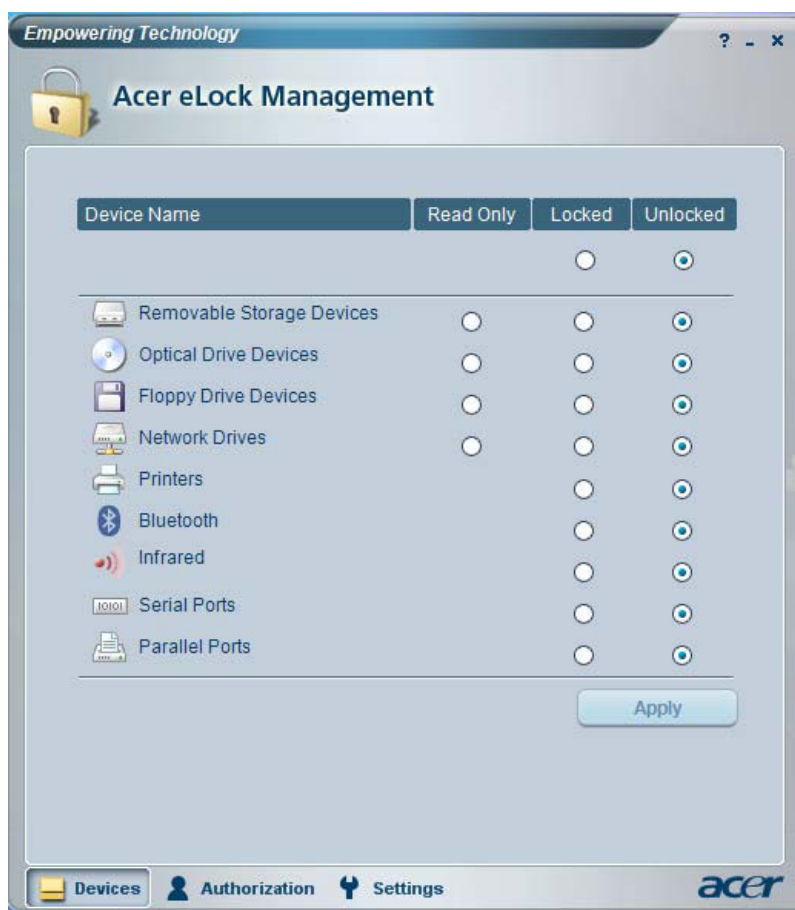 Empowering Technology
? - x
Acer eLock Management
Device Name Read Only Locked Unlocked
Removable Storage Devices
Optical Drive Devices
Floppy Drive Devices
Network Drives
Printers
Bluetooth
Infrared
10101 Serial Ports
Parallel Ports
Apply
Devices Authorization Settings acer